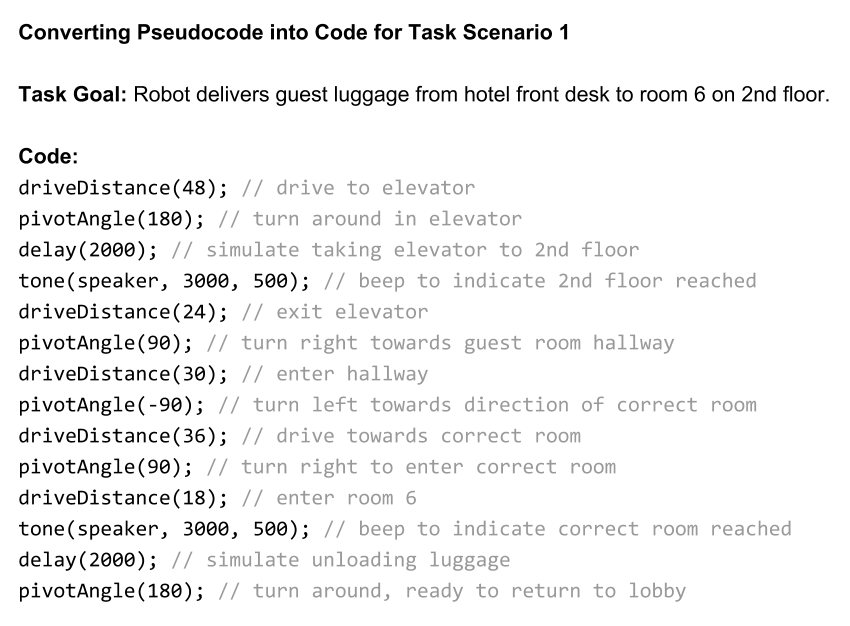 Converting Pseudocode into Code for Task Scenario 1
Task Goal: Robot delivers guest luggage from hotel front desk to room 6 on 2nd floor.
Code:
driveDistance(48); // drive to elevator
pivotAngle(180); // turn around in elevator
delay(2000); // simulate taking elevator to 2nd floor
tone(speaker, 3000, 500); // beep to indicate 2nd floor reached
driveDistance(24); // exit elevator
pivotAngle(90); // turn right towards guest room hallway
driveDistance(30); // enter hallway
pivotAngle(-90); // turn left towards direction of correct room
driveDistance(36); // drive towards correct room
pivotAngle(90); // turn right to enter correct room
driveDistance(18); // enter room 6
tone(speaker, 3000, 500); // beep to indicate correct room reached
delay(2000); // simulate unloading luggage
pivotAngle(180); // turn around, ready to return to lobby